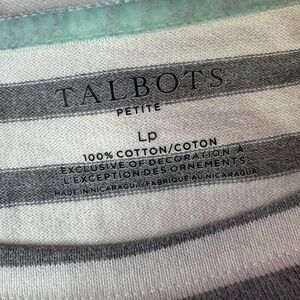 TALBOTS
PETITE
Lp
100% COTTON/COTON
EXCLUSIVE OF DECORATION À
L'EXCEPTION DES ORNEMENTS
MADE IN NICARAGUA/FABRIQUÉ AU NICARAGUA